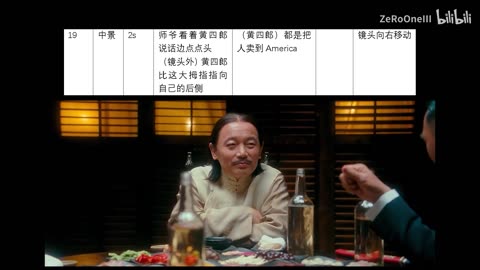 ZeRoOneIII bilibili
19 中景 2s 师爷看着黄四郎 （黄四郎）都是把 镜头向右移动
说话边点点头 人卖到 America
（镜头外）黄四郎
比这大拇指指向
自己的后侧